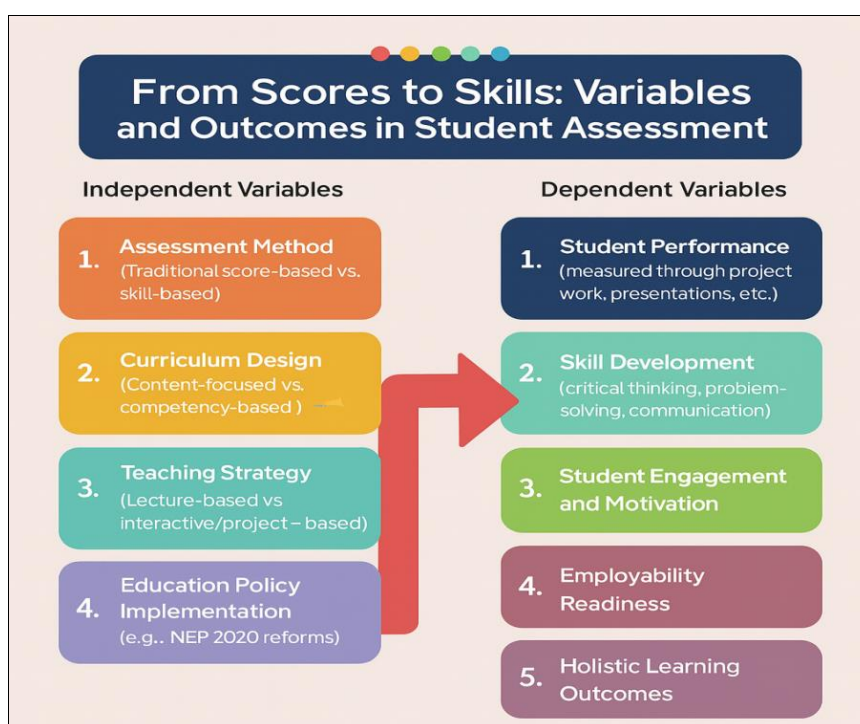 From Scores to Skills: Variables
and Outcomes in Student Assessment
Independent Variables
1. Assessment Method
(Traditional score-based vs.
skill-based)
2. Curriculum Design
(Content-focused vs.
competency-based )
3. Teaching Strategy
(Lecture-based vs
interactive/project – based)
4. Education Policy
Implementation
(e.g.. NEP 2020 reforms)
Dependent Variables
1. Student Performance
(measured through project
work, presentations, etc.)
2. Skill Development
(critical thinking, problem-
solving, communication)
3. Student Engagement
and Motivation
4. Employability
Readiness
5. Holistic Learning
Outcomes